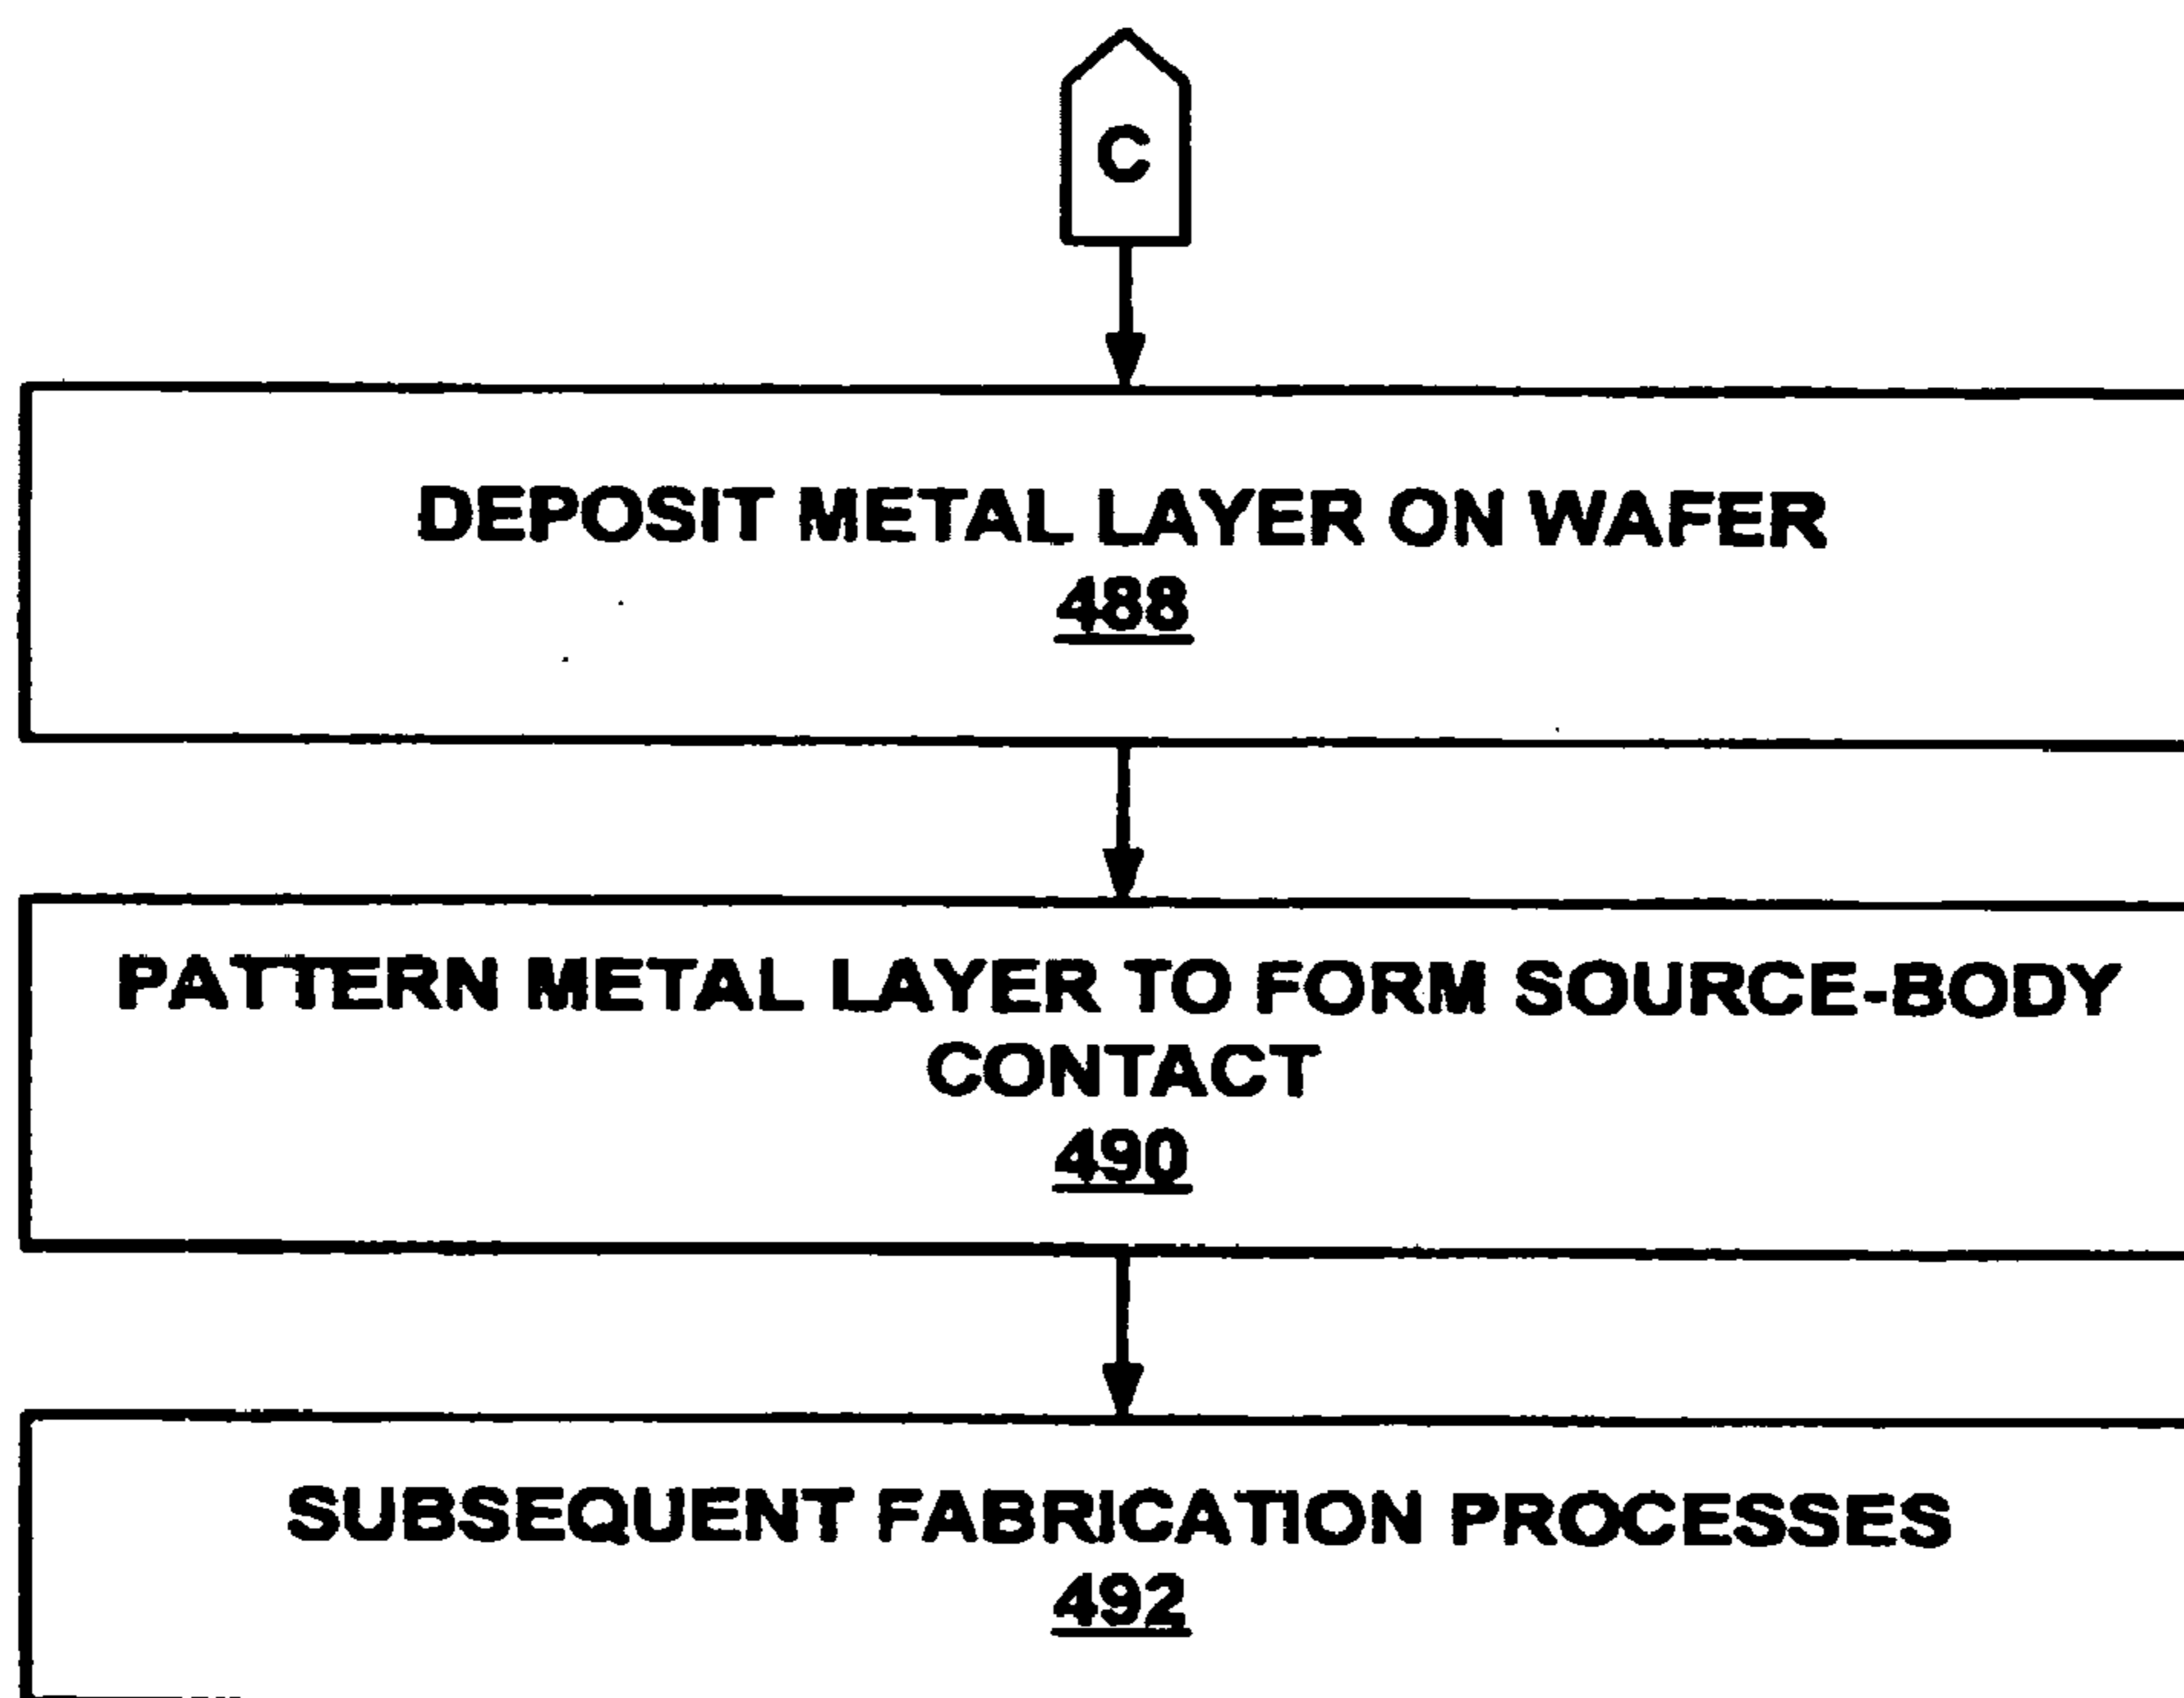 C
DEPOSIT METAL LAYER ON WAFER
488
PATTERN METAL LAYER TO FORM SOURCE-BODY
CONTACT
490
SUBSEQUENT FABRICATION PROCESSES
492